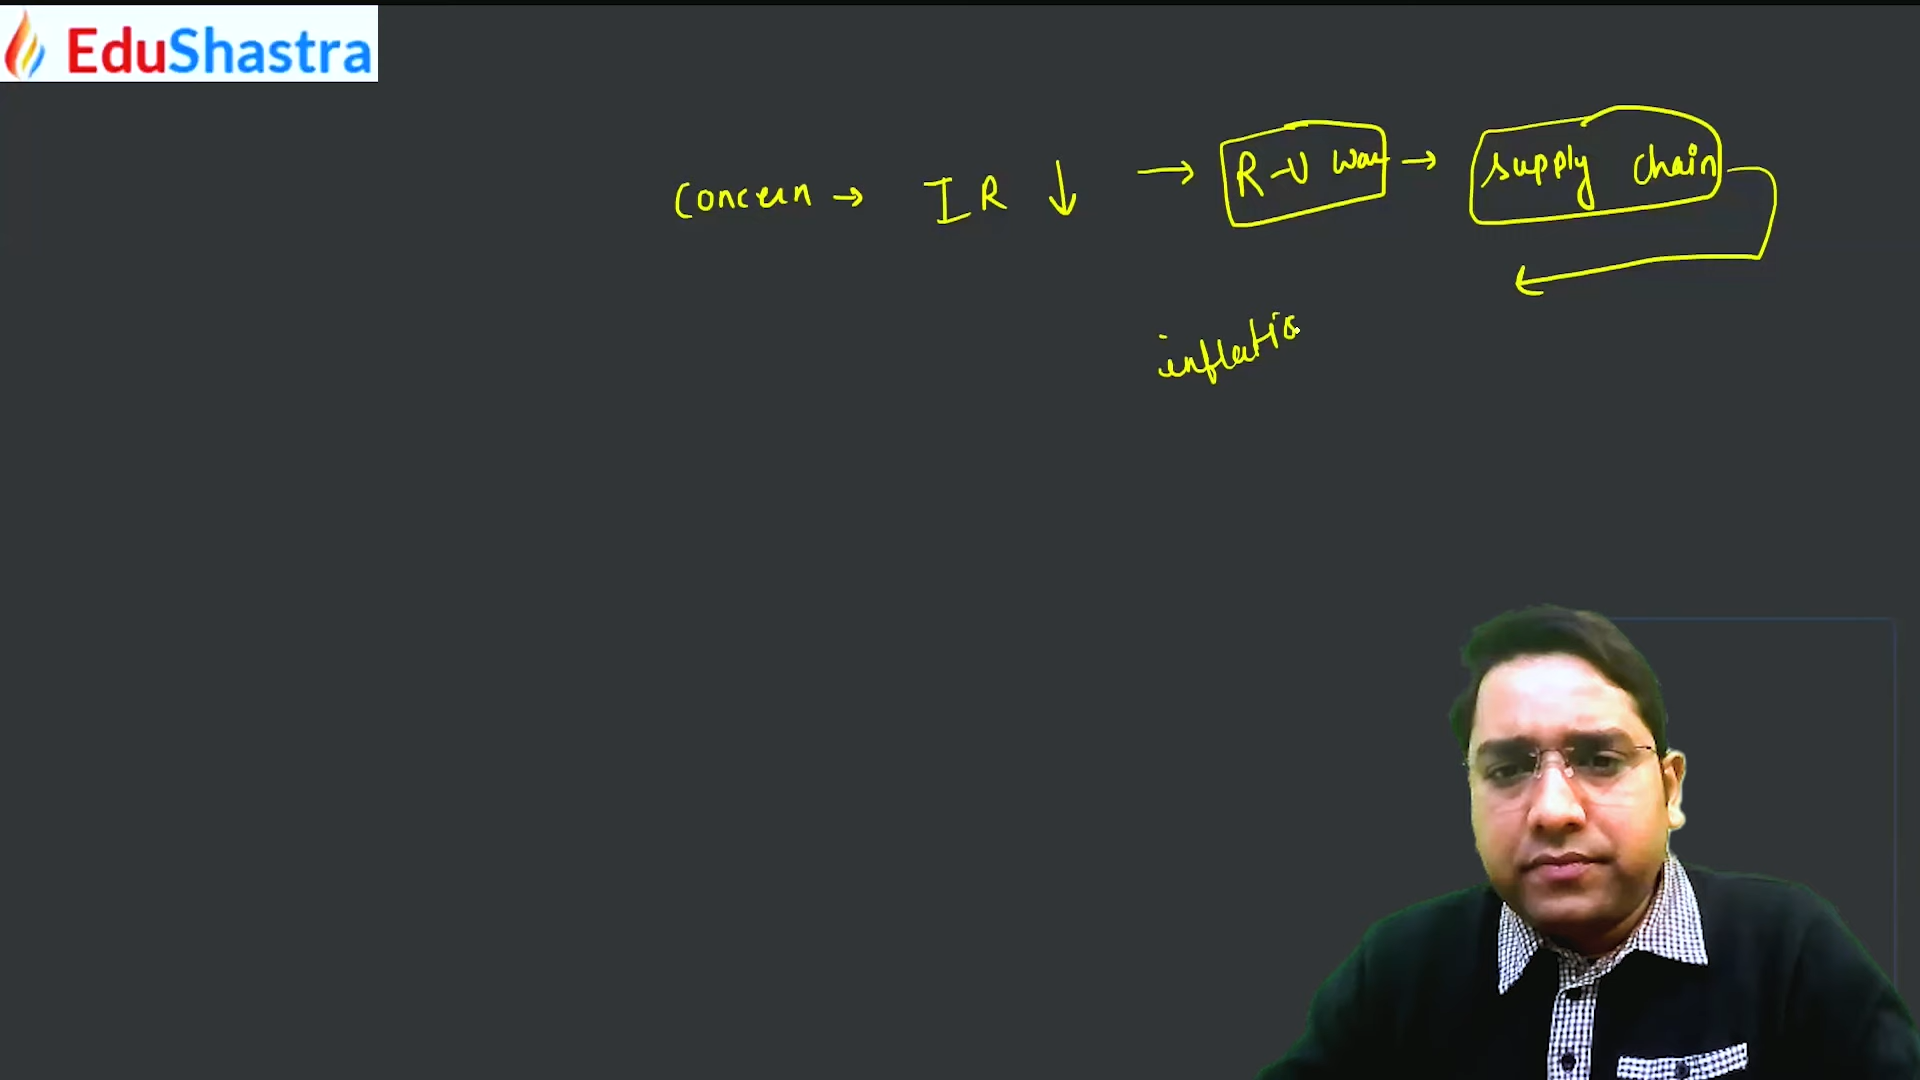 EduShastra
Concern → IR ↓ → R-U war → supply chain
inflatio